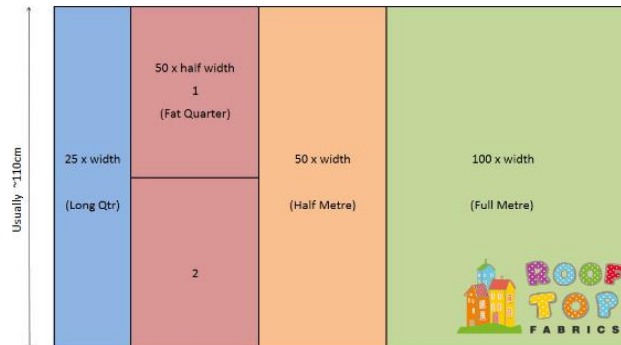 Usually ~110cm
25 x width
(Long Qtr)
50 x half width
1
(Fat Quarter)
2
50 x width
(Half Metre)
100 x width
(Full Metre)
ROOF
TOP
FABRICS